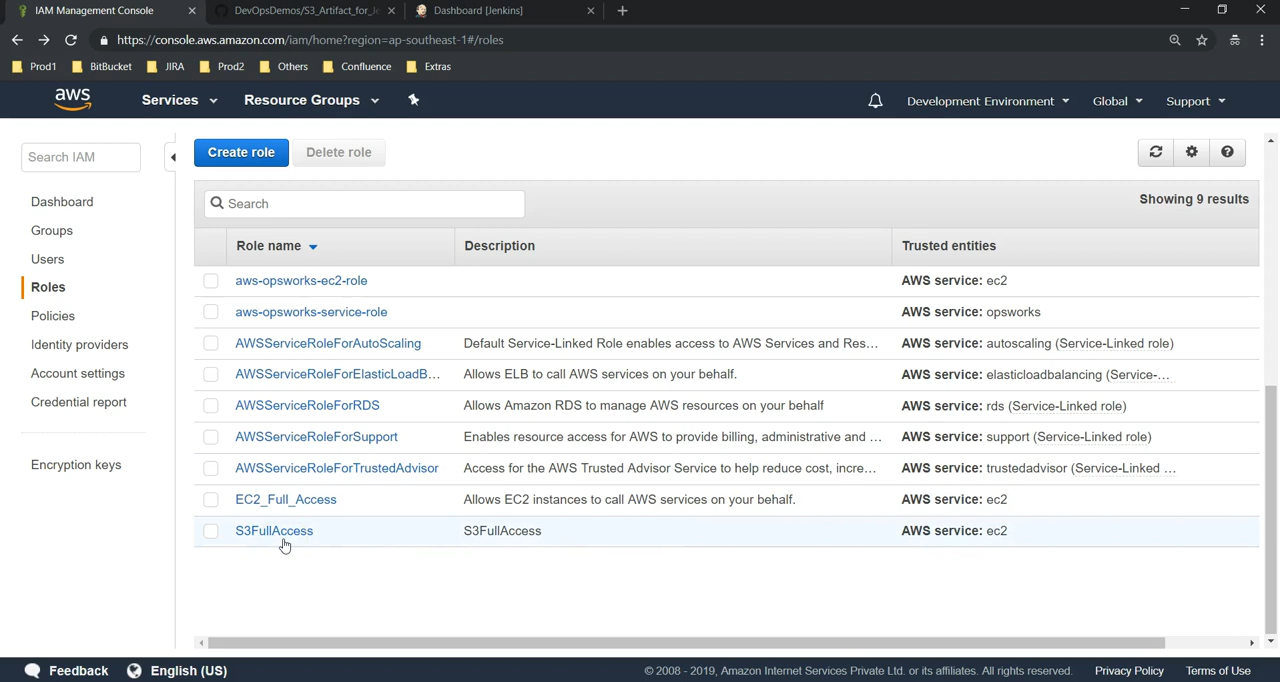 IAM Management Console
DevOpsDemos/S3_Artifact_for_Je
Dashboard [Jenkins]
https://console.aws.amazon.com/iam/home?region=ap-southeast-1#/roles
Prod1 BitBucket JIRA Prod2 Others Confluence Extras
aws Services Resource Groups Development Environment Global Support
Search IAM
Create role Delete role
Dashboard
Groups
Users
Roles
Policies
Identity providers
Account settings
Credential report
Encryption keys
Search
Showing 9 results
Role name Description Trusted entities
aws-opsworks-ec2-role AWS service: ec2
aws-opsworks-service-role AWS service: opsworks
AWSServiceRoleForAutoScaling Default Service-Linked Role enables access to AWS Services and Res... AWS service: autoscaling (Service-Linked role)
AWSServiceRoleForElasticLoadB... Allows ELB to call AWS services on your behalf. AWS service: elasticloadbalancing (Service-...
AWSServiceRoleForRDS Allows Amazon RDS to manage AWS resources on your behalf AWS service: rds (Service-Linked role)
AWSServiceRoleForSupport Enables resource access for AWS to provide billing, administrative and ... AWS service: support (Service-Linked role)
AWSServiceRoleForTrustedAdvisor Access for the AWS Trusted Advisor Service to help reduce cost, incre... AWS service: trustedadvisor (Service-Linked ...
EC2_Full_Access Allows EC2 instances to call AWS services on your behalf. AWS service: ec2
S3FullAccess S3FullAccess AWS service: ec2
Feedback English (US) © 2008 - 2019, Amazon Internet Services Private Ltd. or its affiliates. All rights reserved. Privacy Policy Terms of Use